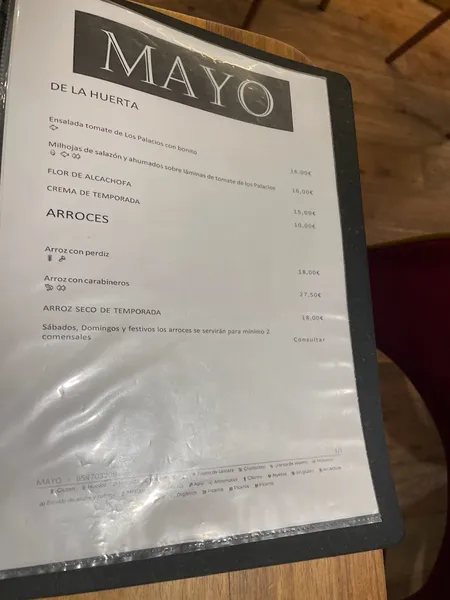 MAYO
DE LA HUERTA
Ensalada tomate de Los Palacios con bonito
14,00€
Milhojas de salazón y ahumados sobre láminas de tomate de los Palacios
16,00€
FLOR DE ALCACHOFA
15,00€
CREMA DE TEMPORADA
10,00€
ARROCES
Arroz con perdiz
18,00€
Arroz con carabineros
27,50€
ARROZ SECO DE TEMPORADA
18,00€
Sábados, Domingos y festivos los arroces se servirán para mínimo 2
comensales
Consultar
MAYO